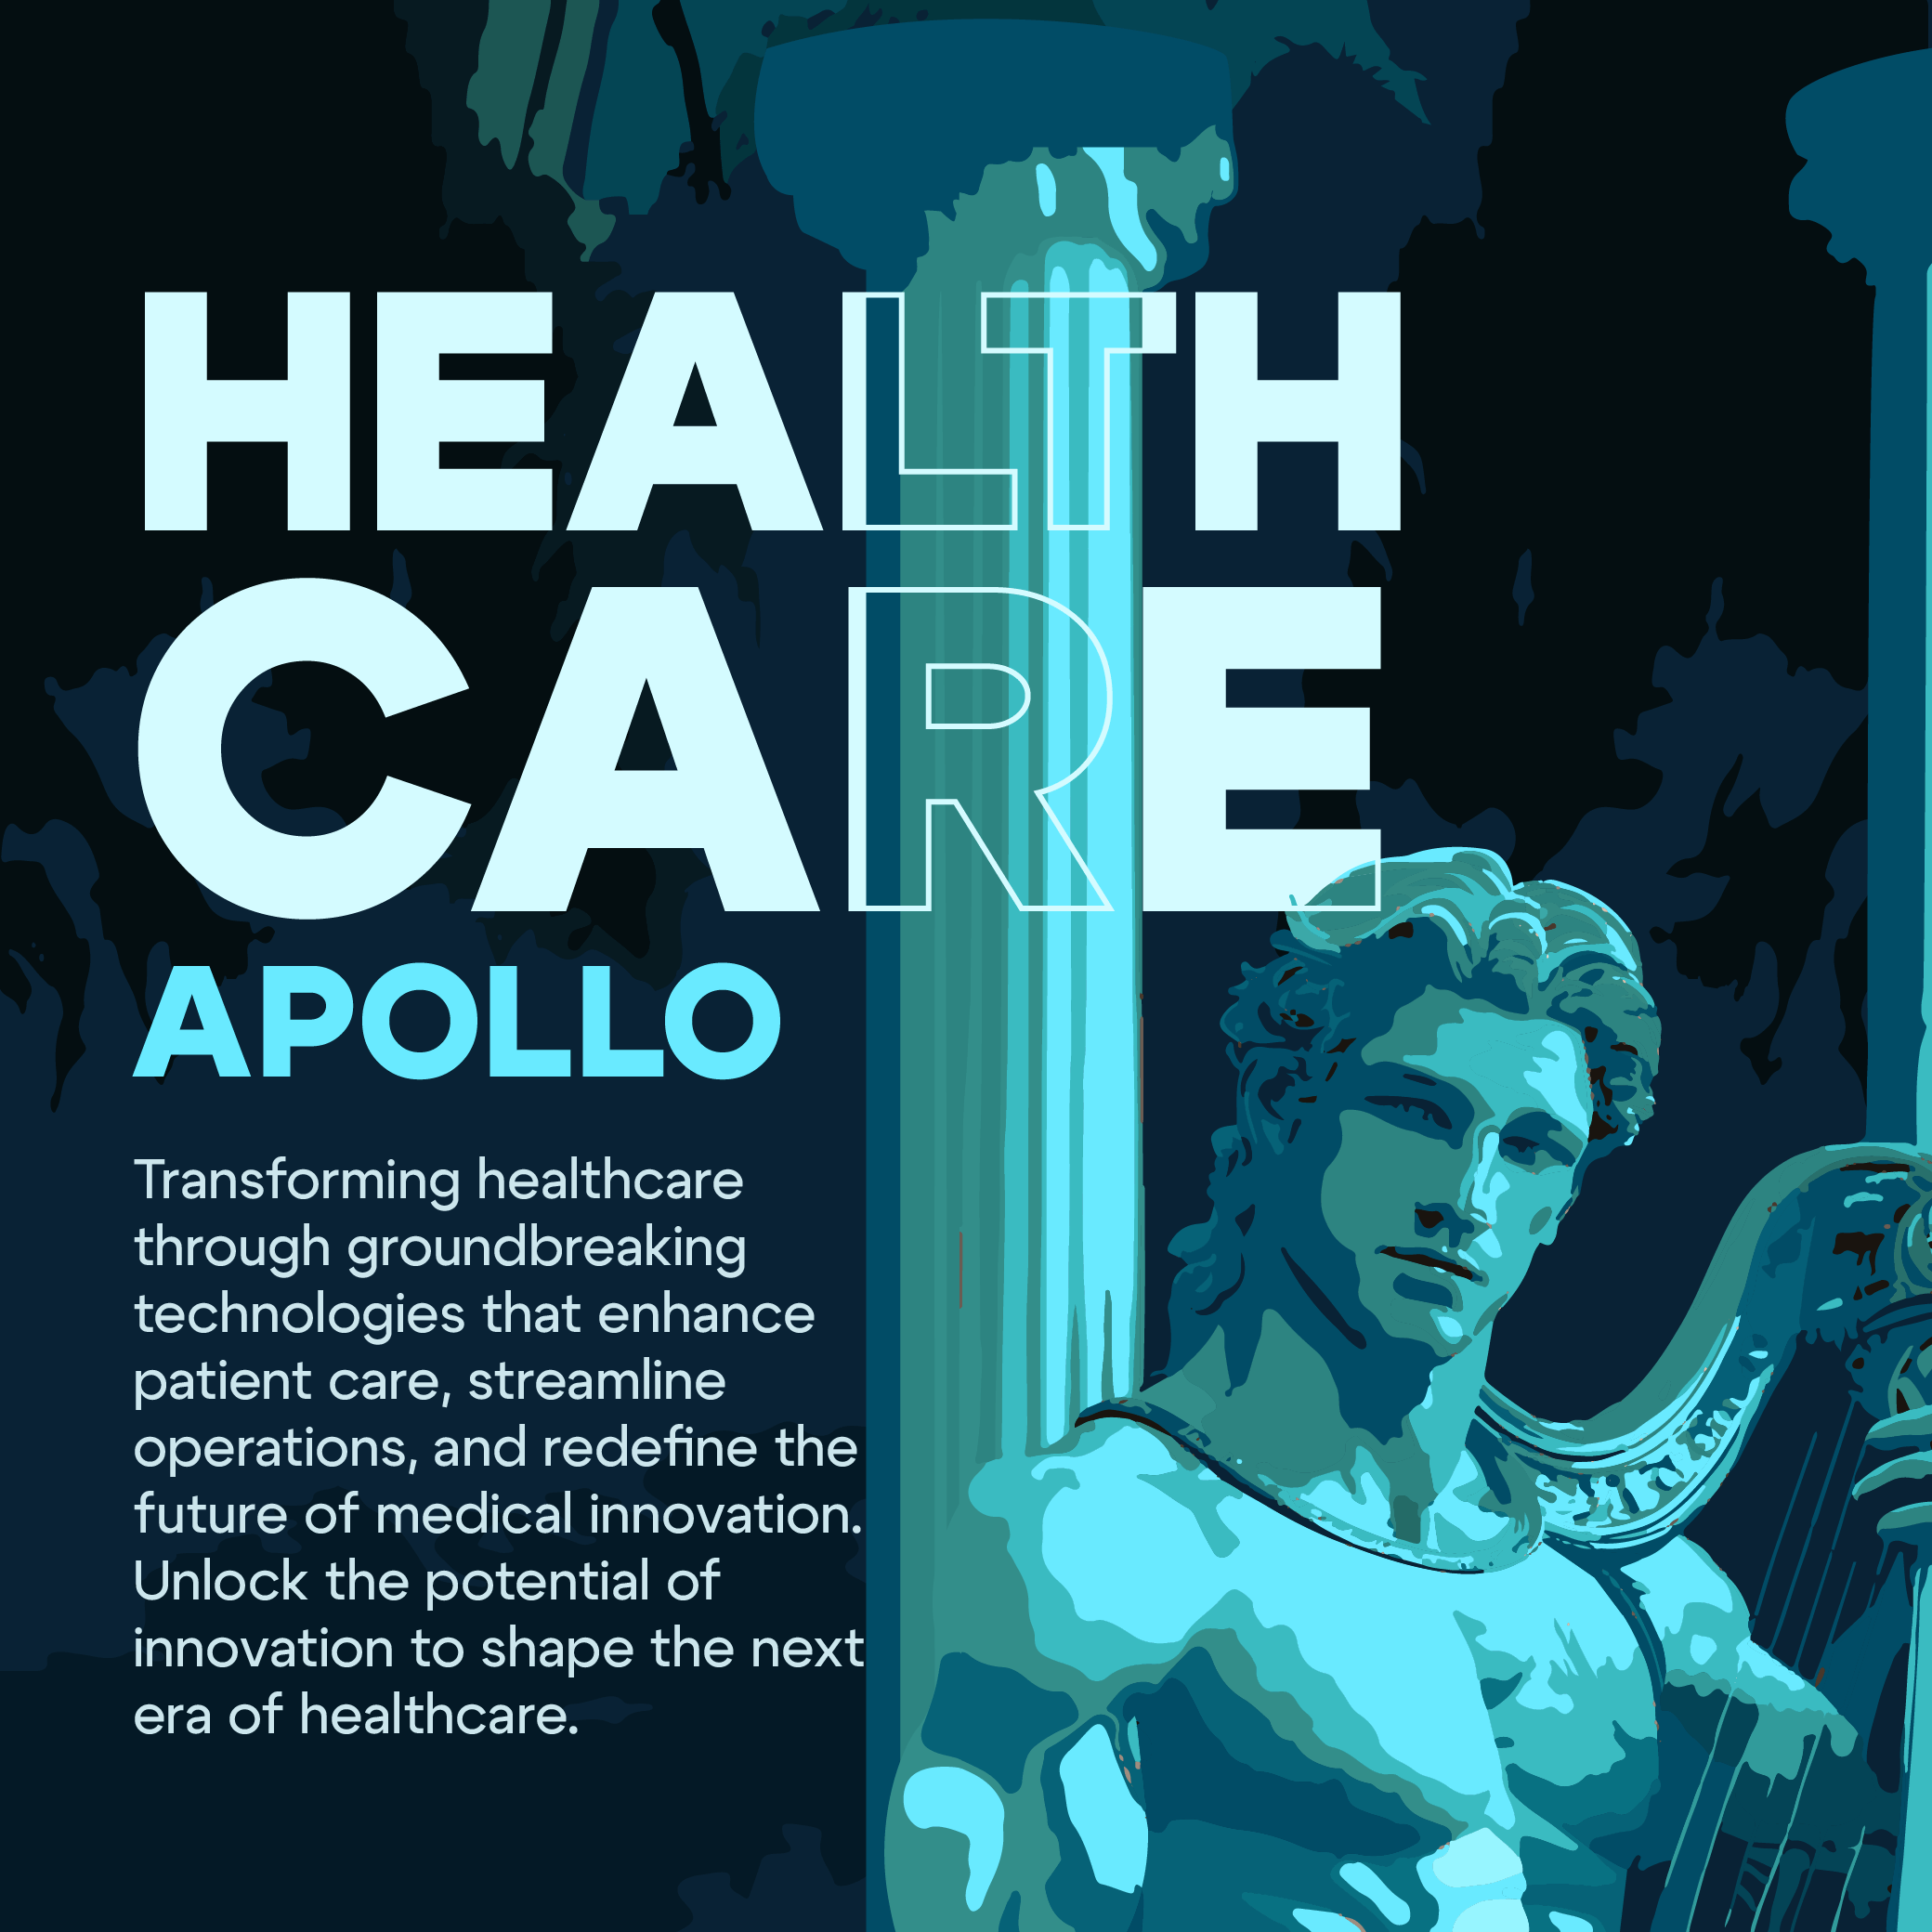 HEALTH
CARE
APOLLO
Transforming healthcare
through groundbreaking
technologies that enhance
patient care, streamline
operations, and redefine the
future of medical innovation.
Unlock the potential of
innovation to shape the next
era of healthcare.